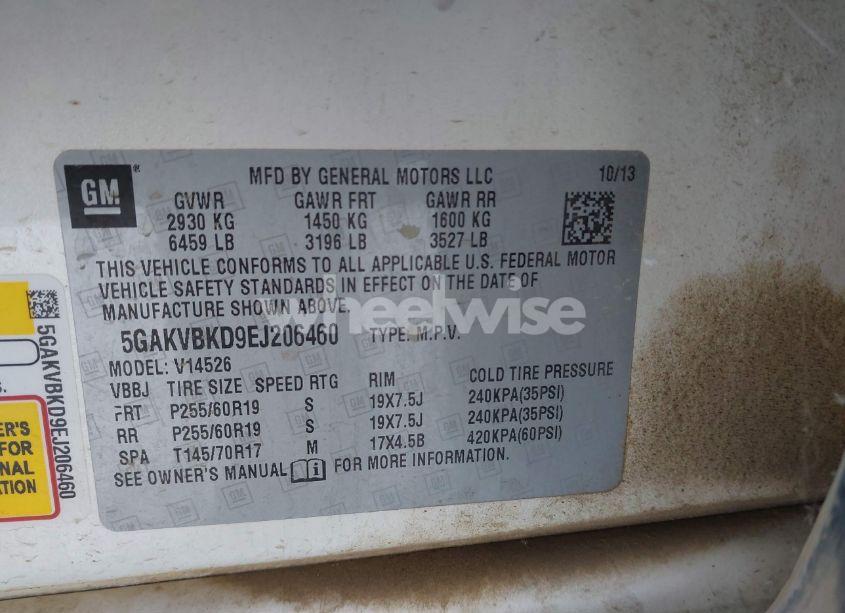 GM
MFD BY GENERAL MOTORS LLC 10/13
GVWR GAWR FRT GAWR RR
2930 KG 1450 KG 1600 KG
6459 LB 3196 LB 3527 LB
THIS VEHICLE CONFORMS TO ALL APPLICABLE U.S. FEDERAL MOTOR
VEHICLE SAFETY STANDARDS IN EFFECT ON THE DATE OF
MANUFACTURE SHOWN ABOVE.
wheelwise
5GAKVBKD9EJ206460 TYPE: M.P.V.
MODEL: V14526
VBBJ TIRE SIZE SPEED RTG RIM COLD TIRE PRESSURE
FRT P255/60R19 S 19X7.5J 240KPA(35PSI)
RR P255/60R19 S 19X7.5J 240KPA(35PSI)
SPA T145/70R17 M 17X4.5B 420KPA(60PSI)
SEE OWNER'S MANUAL FOR MORE INFORMATION.
5GAKVBKD9EJ206460
ER'S
FOR
NAL
ATION